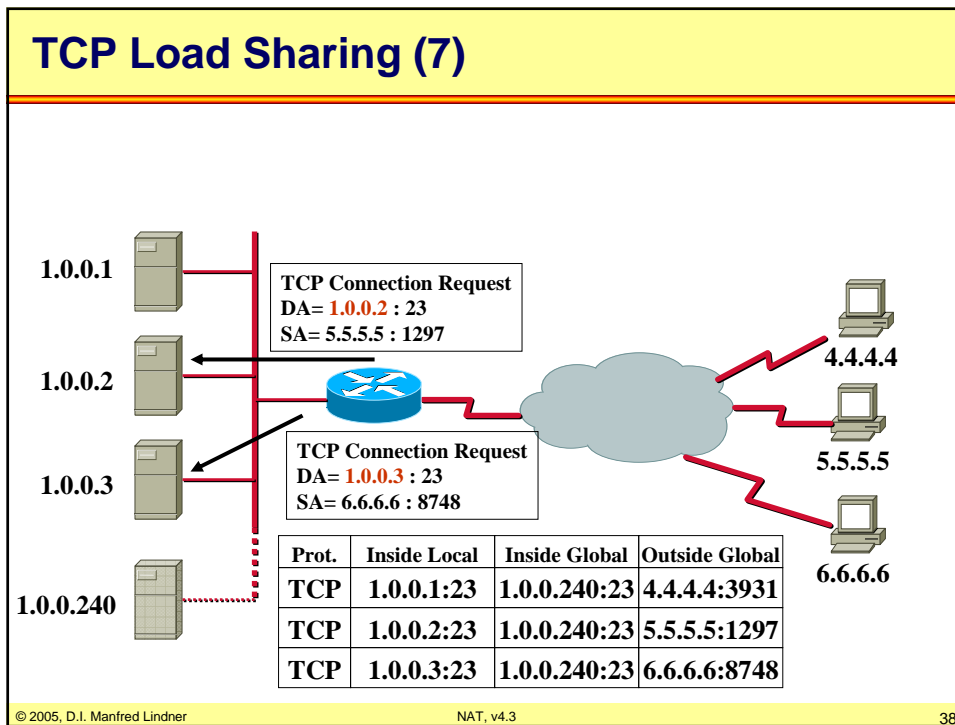 TCP Load Sharing (7)
1.0.0.1
TCP Connection Request
DA= 1.0.0.2 : 23
SA= 5.5.5.5 : 1297
4.4.4.4
1.0.0.2
5.5.5.5
TCP Connection Request
DA= 1.0.0.3 : 23
SA= 6.6.6.6 : 8748
1.0.0.3
6.6.6.6
1.0.0.240
Prot. Inside Local Inside Global Outside Global
TCP 1.0.0.1:23 1.0.0.240:23 4.4.4.4:3931
TCP 1.0.0.2:23 1.0.0.240:23 5.5.5.5:1297
TCP 1.0.0.3:23 1.0.0.240:23 6.6.6.6:8748
© 2005, D.I. Manfred Lindner NAT, v4.3 38